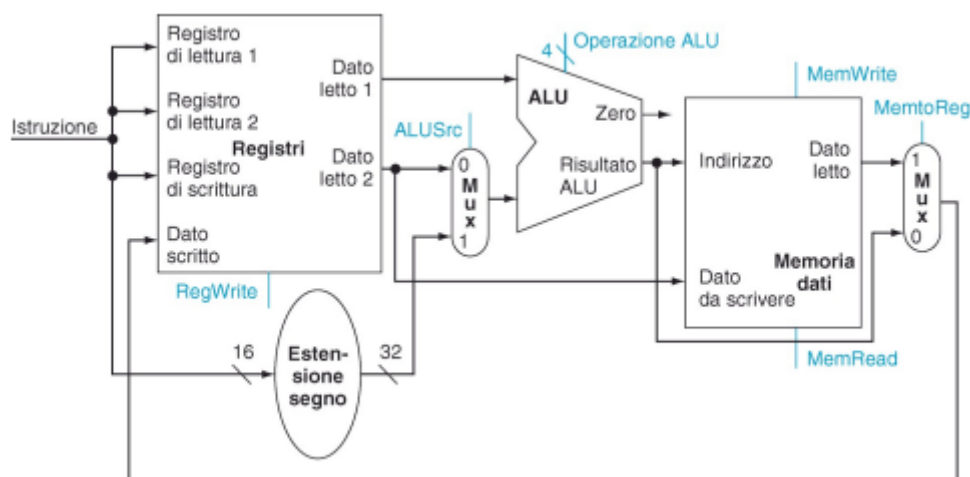 Istruzione
Registro
di lettura 1
Registro
di lettura 2
Registro
di scrittura
Dato
scritto
Registri
Dato
letto 1
Dato
letto 2
RegWrite
16
Esten-
sione
segno
32
ALUSrc
0
Mux
1
4
Operazione ALU
ALU
Zero
Risultato
ALU
MemWrite
Indirizzo
Dato
letto
Dato
da scrivere
Memoria
dati
MemRead
MemtoReg
1
Mux
0